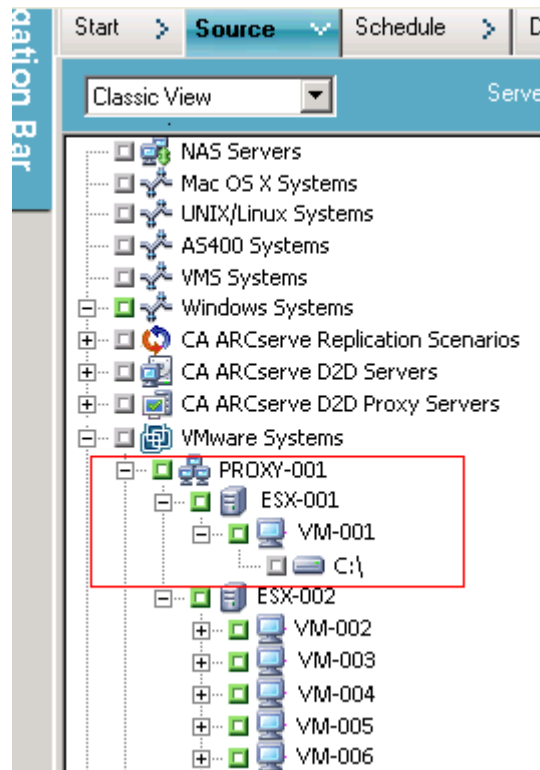 gation Bar
Start > Source Schedule > D
Classic View Serve
NAS Servers
Mac OS X Systems
UNIX/Linux Systems
AS400 Systems
VMS Systems
Windows Systems
CA ARCserve Replication Scenarios
CA ARCserve D2D Servers
CA ARCserve D2D Proxy Servers
VMware Systems
PROXY-001
ESX-001
VM-001
C:\
ESX-002
VM-002
VM-003
VM-004
VM-005
VM-006